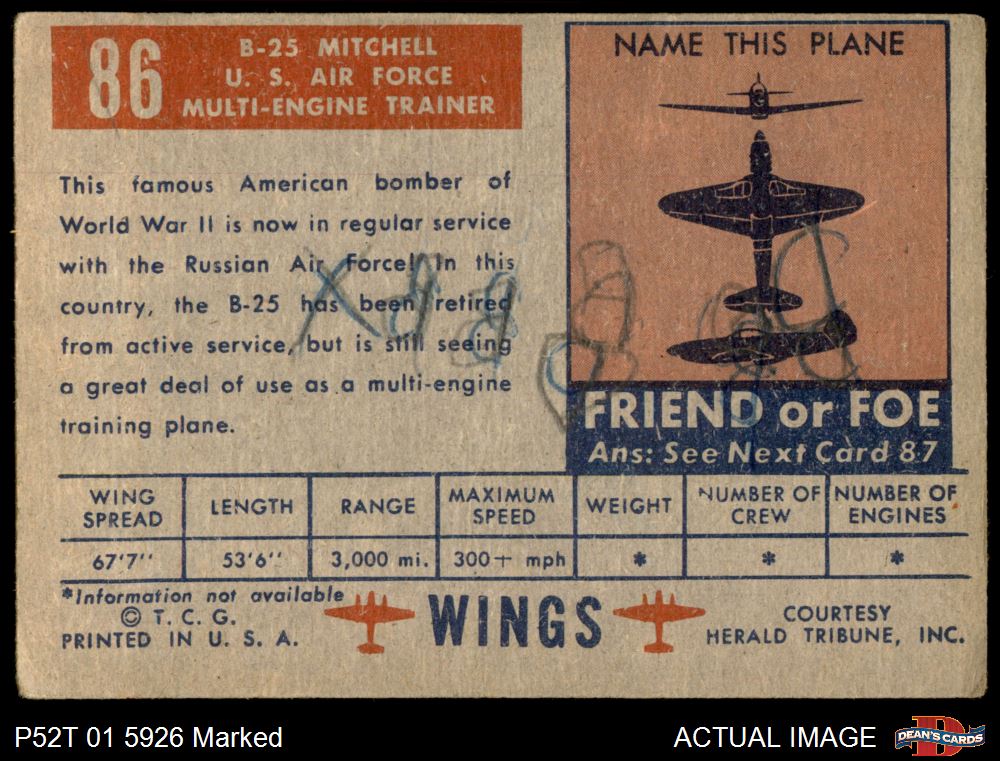 86
B-25 MITCHELL
U. S. AIR FORCE
MULTI-ENGINE TRAINER
This famous American bomber of
World War II is now in regular service
with the Russian Air Force! In this
country, the B-25 has been retired
from active service, but is still seeing
a great deal of use as a multi-engine
training plane.
NAME THIS PLANE
FRIEND or FOE
Ans: See Next Card 87
WING SPREAD LENGTH RANGE MAXIMUM SPEED WEIGHT NUMBER OF CREW NUMBER OF ENGINES
67'7" 53'6" 3,000 mi. 300+ mph * * *
*Information not available
© T. C. G.
PRINTED IN U. S. A.
WINGS
COURTESY
HERALD TRIBUNE, INC.
P52T 01 5926 Marked
ACTUAL IMAGE
DEAN'S CARDS